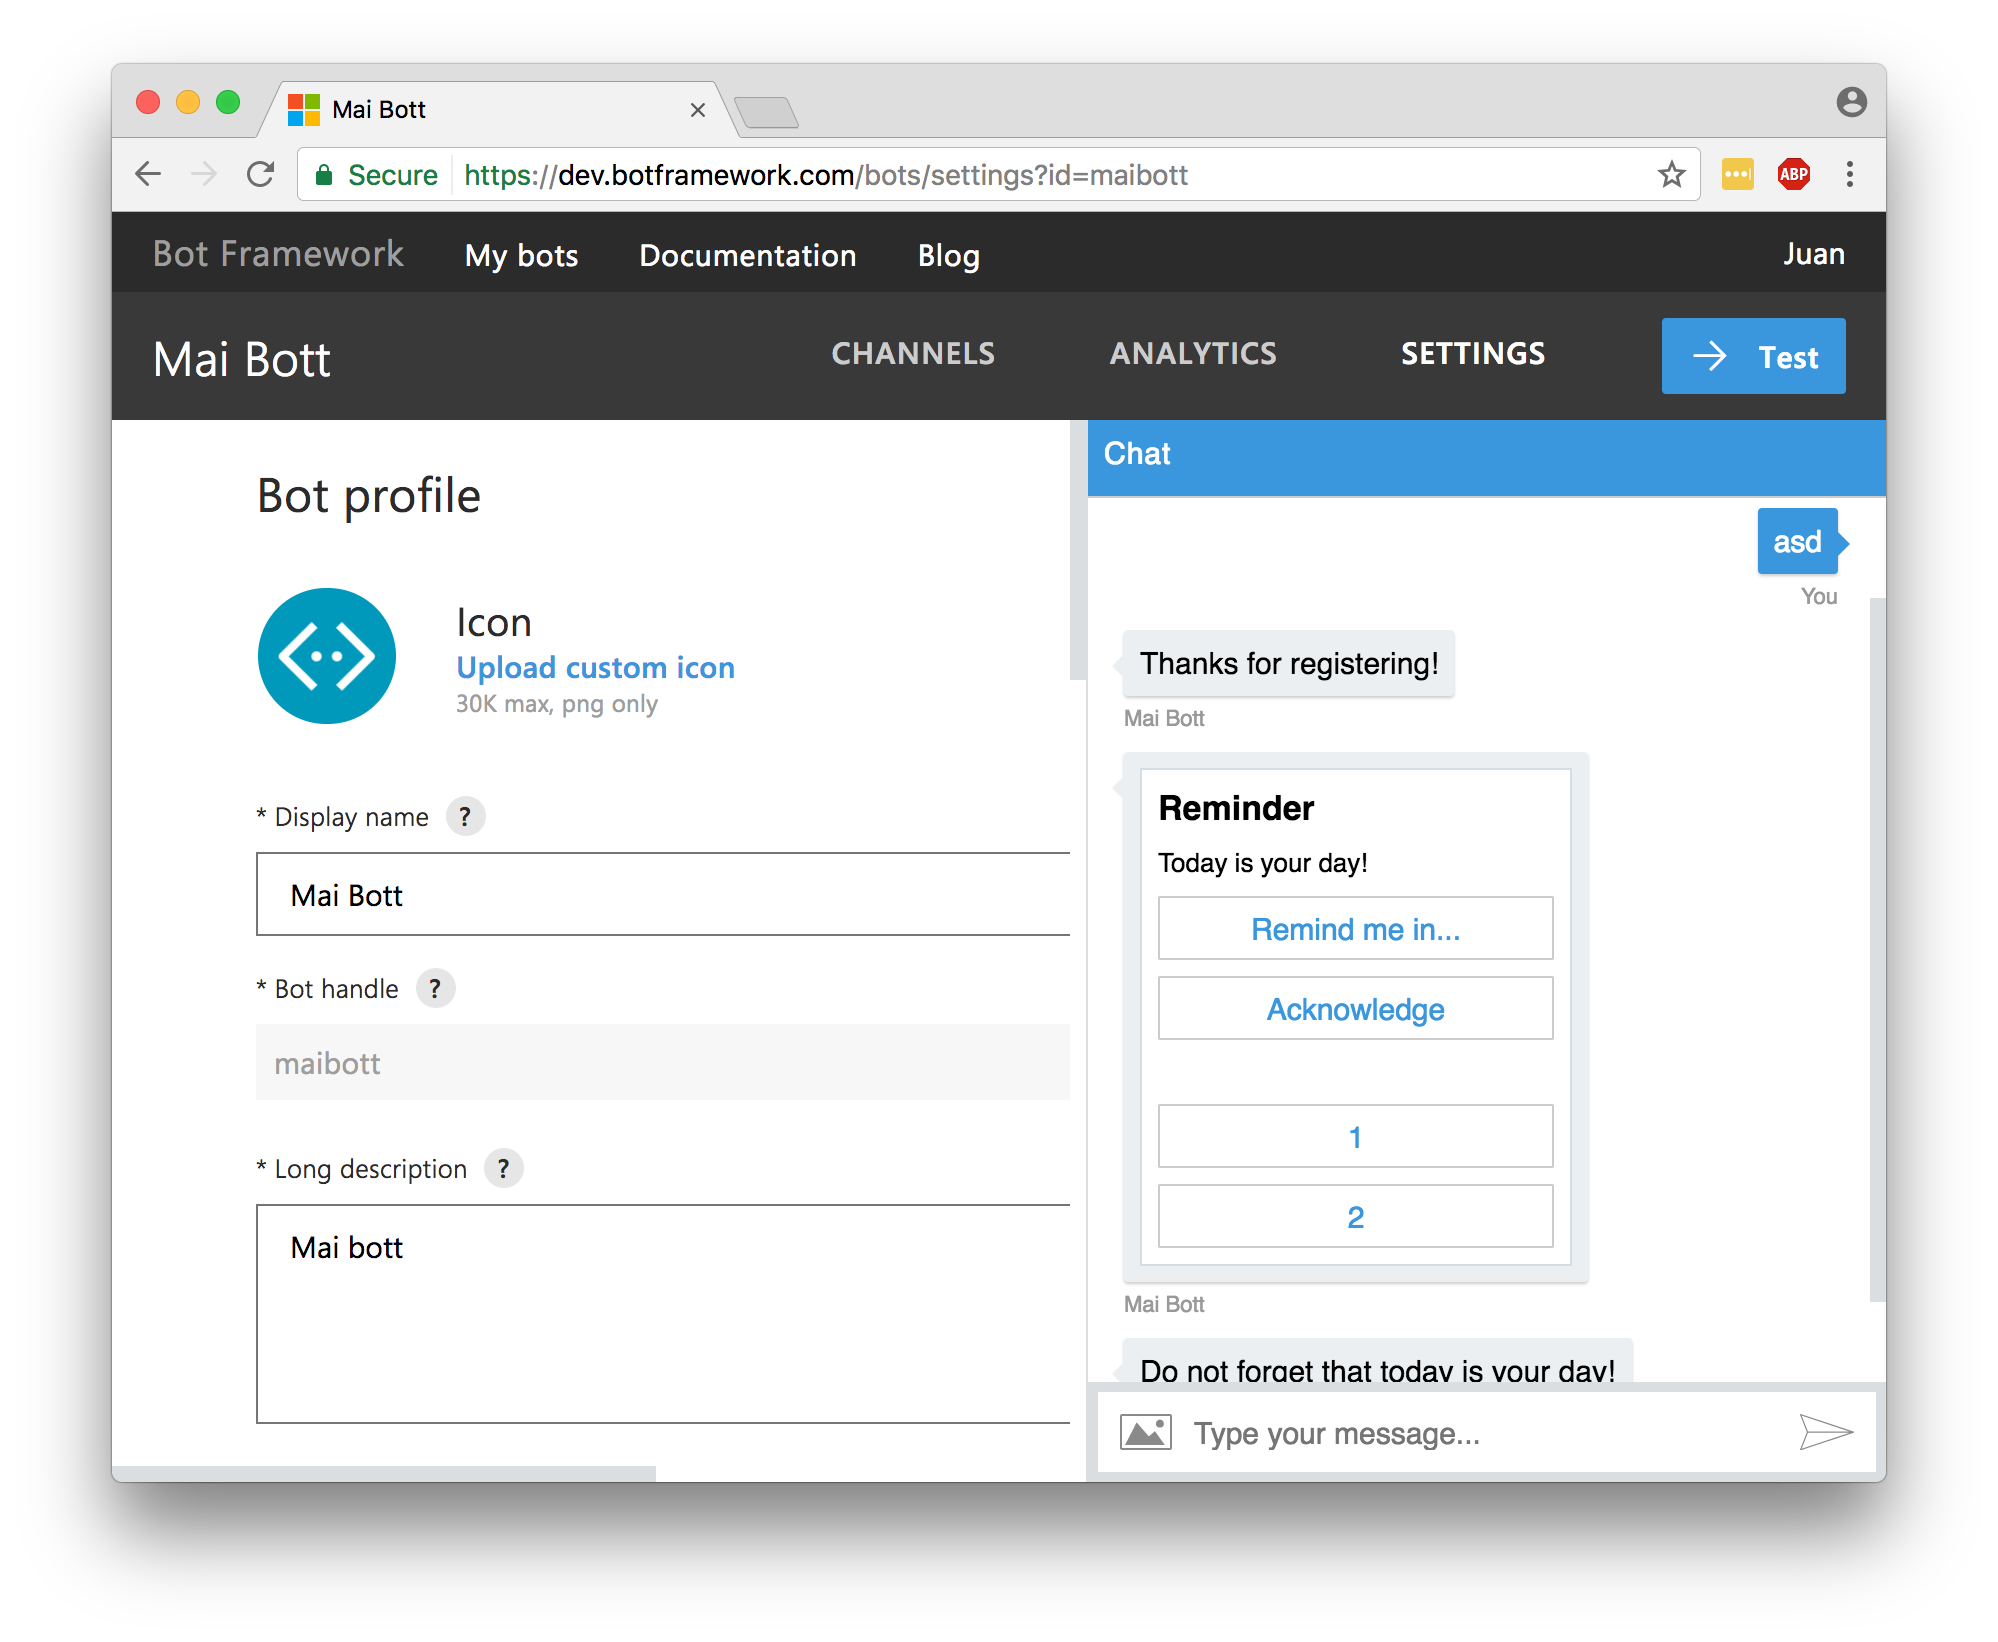 Mai Bott
Secure https://dev.botframework.com/bots/settings?id=maibott
ABP
Bot Framework My bots Documentation Blog Juan
Mai Bott CHANNELS ANALYTICS SETTINGS Test
Bot profile
Icon
Upload custom icon
30K max, png only
* Display name ?
Mai Bott
* Bot handle ?
maibott
* Long description ?
Mai bott
Chat
asd
You
Thanks for registering!
Mai Bott
Reminder
Today is your day!
Remind me in...
Acknowledge
1
2
Mai Bott
Do not forget that today is your day!
Type your message...